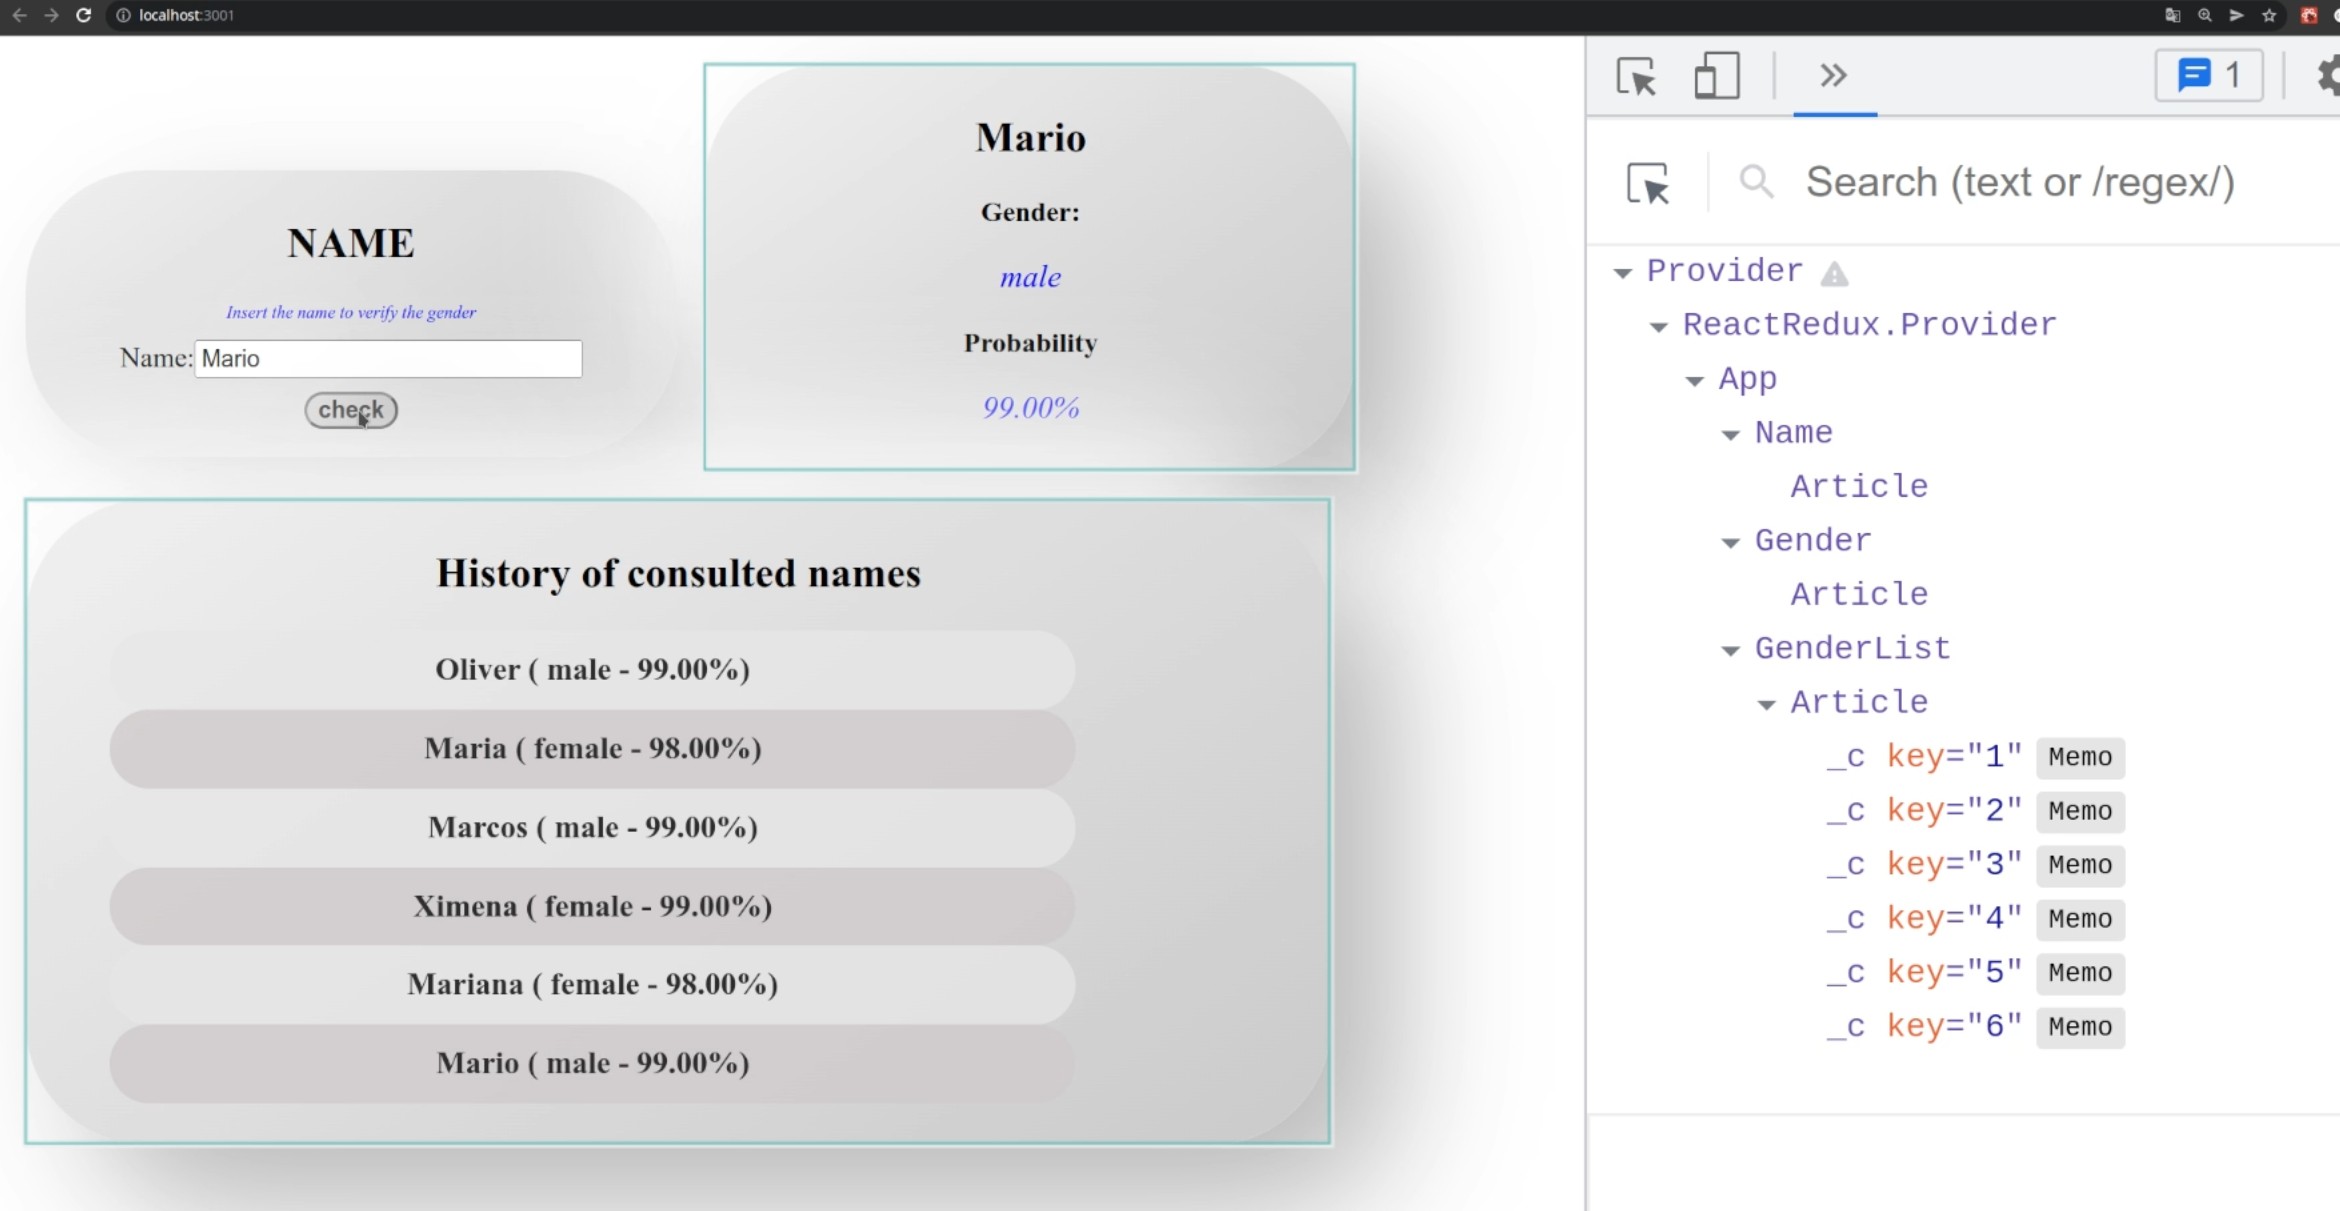 localhost:3001
NAME
Insert the name to verify the gender
Name: Mario
check
Mario
Gender:
male
Probability
99.00%
History of consulted names
Oliver ( male - 99.00%)
Maria ( female - 98.00%)
Marcos ( male - 99.00%)
Ximena ( female - 99.00%)
Mariana ( female - 98.00%)
Mario ( male - 99.00%)
1
Search (text or /regex/)
Provider
ReactRedux.Provider
App
Name
Article
Gender
Article
GenderList
Article
_c key="1" Memo
_c key="2" Memo
_c key="3" Memo
_c key="4" Memo
_c key="5" Memo
_c key="6" Memo